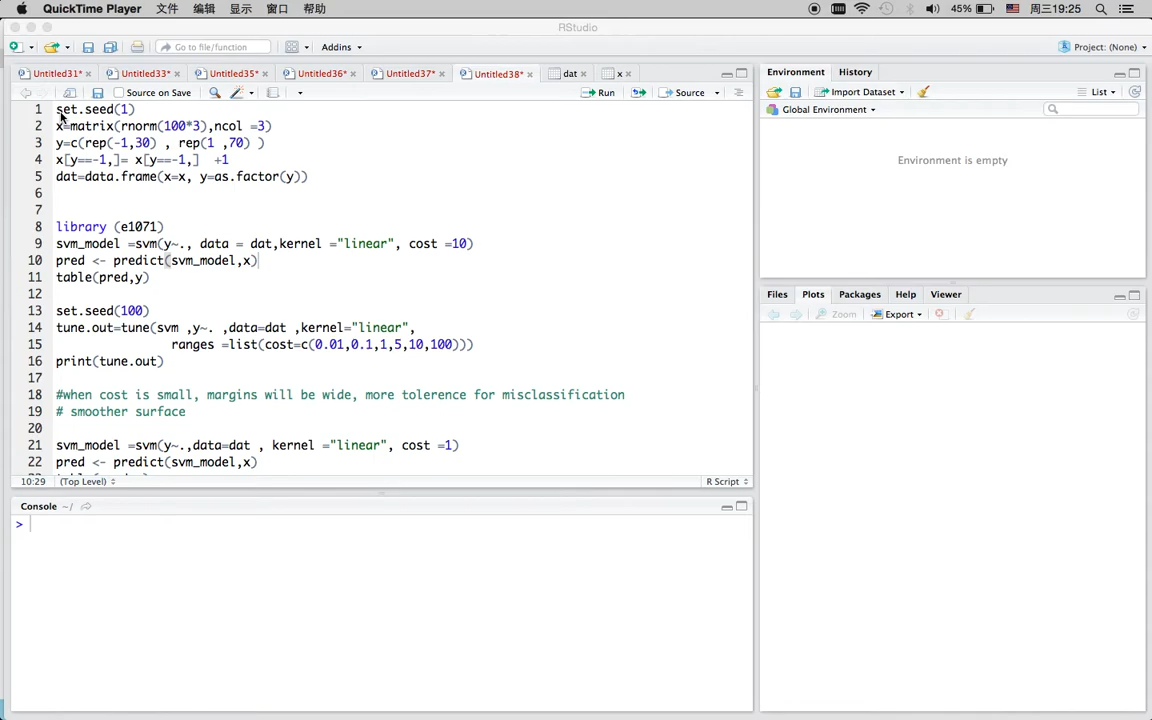 QuickTime Player 文件 编辑 显示 窗口 帮助 45% 周三19:25
RStudio
Go to file/function Addins Project: (None)
Untitled31* Untitled33* Untitled35* Untitled36* Untitled37* Untitled38* dat x
Source on Save Run Source
1 set.seed(1)
2 x=matrix(rnorm(100*3),ncol =3)
3 y=c(rep(-1,30) , rep(1 ,70) )
4 x[y==-1,]= x[y==-1,] +1
5 dat=data.frame(x=x, y=as.factor(y))
6
7
8 library (e1071)
9 svm_model =svm(y~., data = dat,kernel ="linear", cost =10)
10 pred <- predict(svm_model,x)
11 table(pred,y)
12
13 set.seed(100)
14 tune.out=tune(svm ,y~. ,data=dat ,kernel="linear",
15 ranges =list(cost=c(0.01,0.1,1,5,10,100)))
16 print(tune.out)
17
18 #when cost is small, margins will be wide, more tolerence for misclassification
19 # smoother surface
20
21 svm_model =svm(y~.,data=dat , kernel ="linear", cost =1)
22 pred <- predict(svm_model,x)
10:29 (Top Level) R Script
Console ~/
>
Environment History
Import Dataset List
Global Environment
Environment is empty
Files Plots Packages Help Viewer
Zoom Export